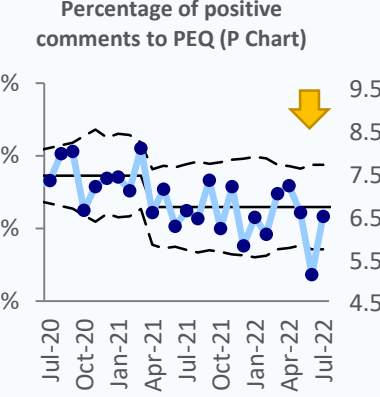 Percentage of positive
comments to PEQ (P Chart)
%
%
%
%
9.5
8.5
7.5
6.5
5.5
4.5
Jul-20
Oct-20
Jan-21
Apr-21
Jul-21
Oct-21
Jan-22
Apr-22
Jul-22